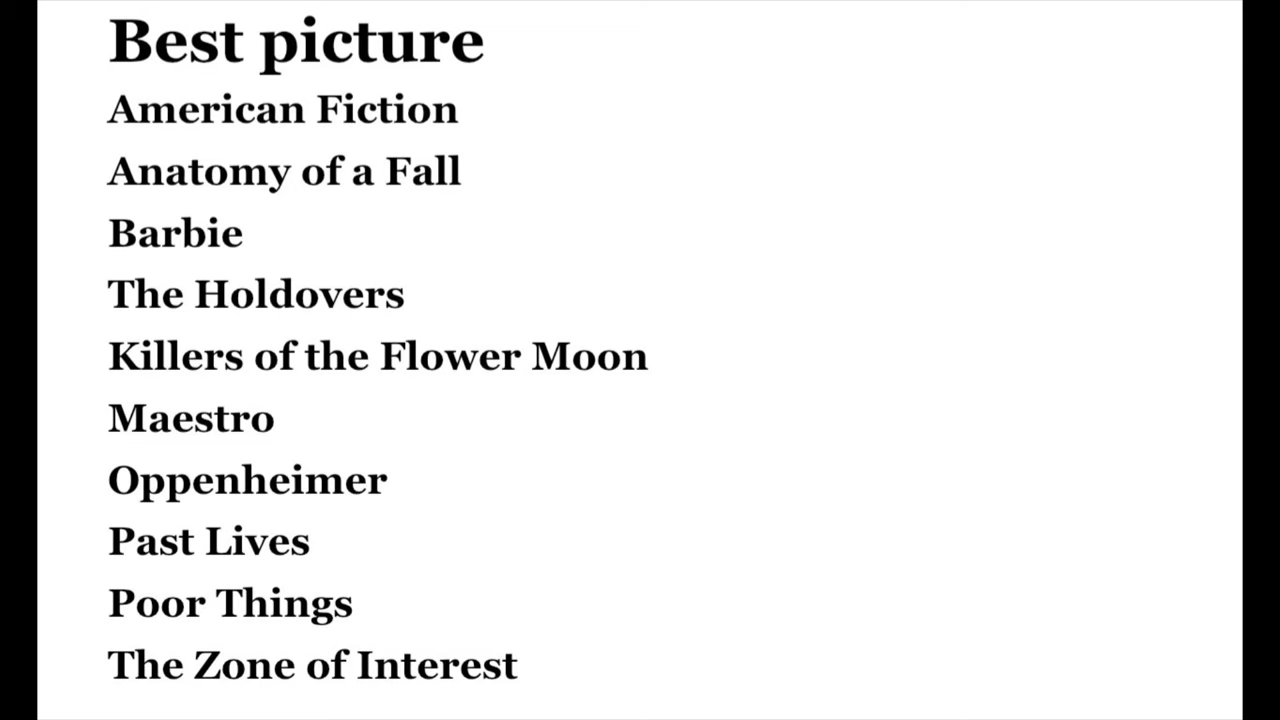 Best picture
American Fiction
Anatomy of a Fall
Barbie
The Holdovers
Killers of the Flower Moon
Maestro
Oppenheimer
Past Lives
Poor Things
The Zone of Interest